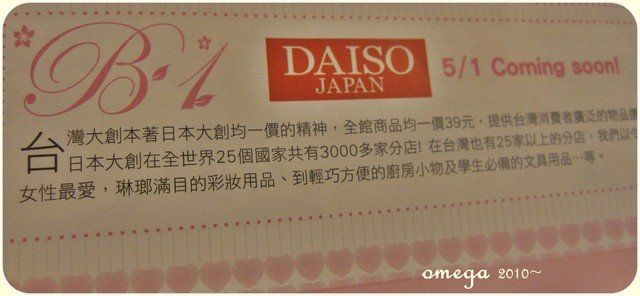 B-1
DAISO
JAPAN
5/1 Coming soon!
台灣大創本著日本大創均一價的精神，全館商品均一價39元，提供台灣消費者廣泛的物品
日本大創在全世界25個國家共有3000多家分店! 在台灣也有25家以上的分店，我們以
女性最愛，琳瑯滿目的彩妝用品、到輕巧方便的廚房小物及學生必備的文具用品…等。
omega 2010~